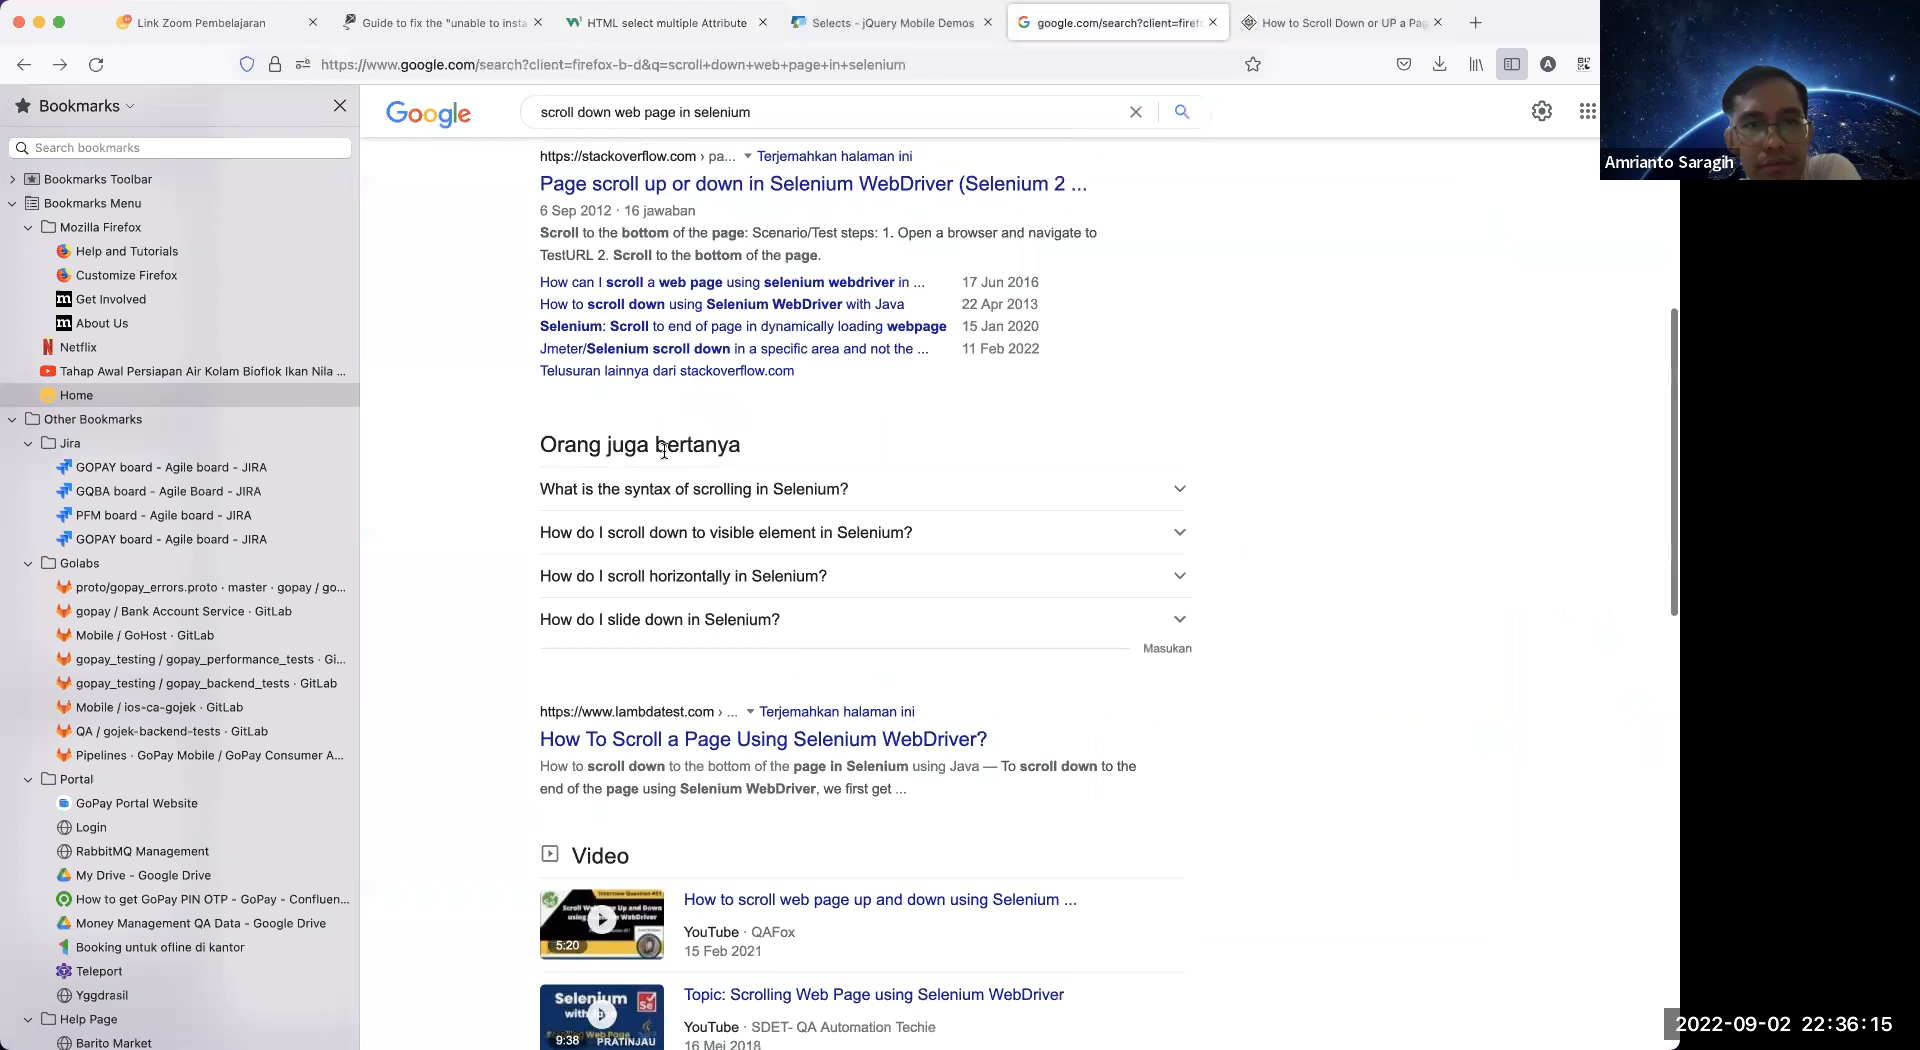 Link Zoom Pembelajaran
Guide to fix the "unable to insta
HTML select multiple Attribute
Selects - jQuery Mobile Demos
google.com/search?client=firef
How to Scroll Down or UP a Pag
https://www.google.com/search?client=firefox-b-d&q=scroll+down+web+page+in+selenium
Amrianto Saragih
Bookmarks
Search bookmarks
Bookmarks Toolbar
Bookmarks Menu
Mozilla Firefox
Help and Tutorials
Customize Firefox
Get Involved
About Us
Netflix
Tahap Awal Persiapan Air Kolam Bioflok Ikan Nila ...
Home
Other Bookmarks
Jira
GOPAY board - Agile board - JIRA
GQBA board - Agile Board - JIRA
PFM board - Agile board - JIRA
GOPAY board - Agile board - JIRA
Golabs
proto/gopay_errors.proto · master · gopay / go...
gopay / Bank Account Service · GitLab
Mobile / GoHost · GitLab
gopay_testing / gopay_performance_tests · Gi...
gopay_testing / gopay_backend_tests · GitLab
Mobile / ios-ca-gojek · GitLab
QA / gojek-backend-tests · GitLab
Pipelines · GoPay Mobile / GoPay Consumer A...
Portal
GoPay Portal Website
Login
RabbitMQ Management
My Drive - Google Drive
How to get GoPay PIN OTP - GoPay - Confluen...
Money Management QA Data - Google Drive
Booking untuk ofline di kantor
Teleport
Yggdrasil
Help Page
Barito Market
Google
scroll down web page in selenium
https://stackoverflow.com › pa... Terjemahkan halaman ini
Page scroll up or down in Selenium WebDriver (Selenium 2 ...
6 Sep 2012 · 16 jawaban
Scroll to the bottom of the page: Scenario/Test steps: 1. Open a browser and navigate to
TestURL 2. Scroll to the bottom of the page.
How can I scroll a web page using selenium webdriver in ... 17 Jun 2016
How to scroll down using Selenium WebDriver with Java 22 Apr 2013
Selenium: Scroll to end of page in dynamically loading webpage 15 Jan 2020
Jmeter/Selenium scroll down in a specific area and not the ... 11 Feb 2022
Telusuran lainnya dari stackoverflow.com
Orang juga bertanya
What is the syntax of scrolling in Selenium?
How do I scroll down to visible element in Selenium?
How do I scroll horizontally in Selenium?
How do I slide down in Selenium?
Masukan
https://www.lambdatest.com › ... Terjemahkan halaman ini
How To Scroll a Page Using Selenium WebDriver?
How to scroll down to the bottom of the page in Selenium using Java — To scroll down to the
end of the page using Selenium WebDriver, we first get ...
Video
5:20
How to scroll web page up and down using Selenium ...
YouTube · QAFox
15 Feb 2021
Selenium
PRATINJAU
9:38
Topic: Scrolling Web Page using Selenium WebDriver
YouTube · SDET- QA Automation Techie
16 Mei 2018
2022-09-02 22:36:15